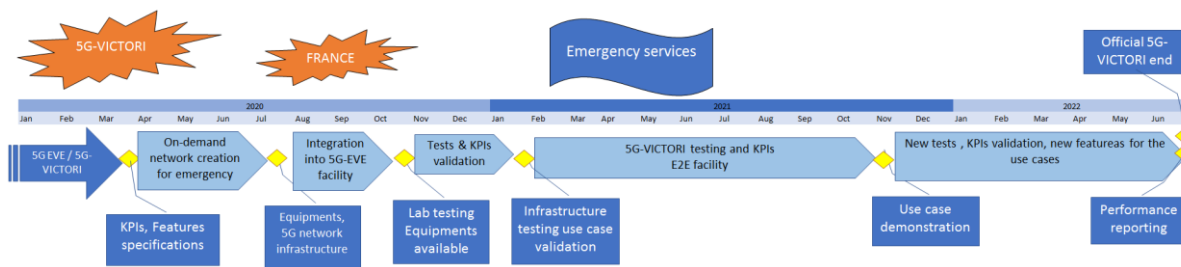 5G-VICTORI
FRANCE
Emergency services
Official 5G-
VICTORI
end
2020
2021
2022
Jan Feb Mar Apr May Jun Jul Aug Sep Oct Nov Dec Jan Feb Mar Apr May Jun Jul Aug Sep Oct Nov Dec Jan Feb Mar Apr May Jun
5G EVE / 5G-
VICTORI
On-demand
network creation
for emergency
Integration
into 5G-EVE
facility
Tests & KPIs
validation
5G-VICTORI testing and KPIs
E2E facility
New tests , KPIs validation, new featureas for the
use cases
KPIs, Features
specifications
Equipments,
5G network
infrastructure
Lab testing
Equipments
available
Infrastructure
testing use case
validation
Use case
demonstration
Performance
reporting